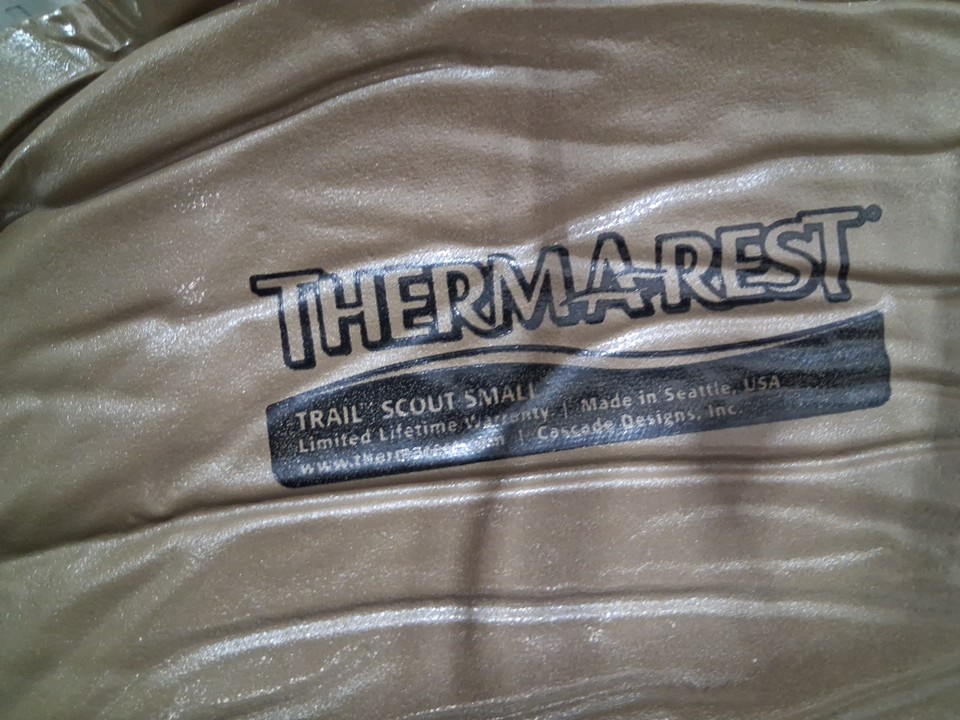 THERMAREST®
TRAIL SCOUT SMALL
Limited Lifetime Warranty | Made in Seattle, USA
| Cascade Designs, Inc.